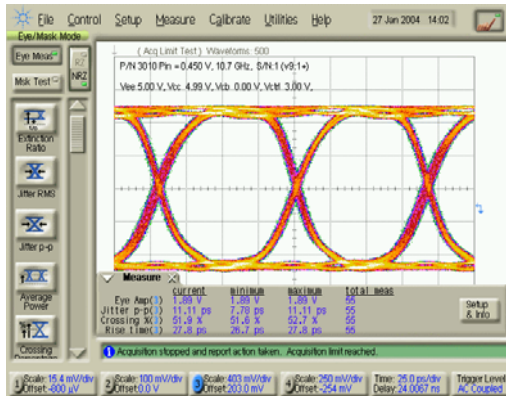 File Control Setup Measure Calibrate Utilities Help 27 Jan 2004 14:02
Eye/Mask Mode
Eye Meas
RZ
NRZ
Msk Test
( Acq Limit Test ) Waveforms: 500
P/N 3010 Pin = 0.450 V, 10.7 GHz, S/N:1 (v9:1+)
Vee 5.00 V, Vcc 4.99 V, Vcb 0.00 V, Vctrl 3.00 V,
Extinction Ratio
Jitter RMS
Jitter p-p
Average Power
Crossing
Measure
current minimum maximum total meas
Eye Amp(3) 1.89 V 1.89 V 1.89 V 55
Jitter p-p(3) 11.11 ps 7.78 ps 11.11 ps 55
Crossing %(3) 51.9 % 51.6 % 52.7 % 55
Rise time(3) 27.8 ps 26.7 ps 27.8 ps 55
Setup & Info
Acquisition stopped and report action taken. Acquisition limit reached.
1 Scale: 15.4 mV/div Offset: -800 µV
2 Scale: 100 mV/div Offset: 0.0 V
3 Scale: 403 mV/div Offset: 203.0 mV
4 Scale: 250 mV/div Offset: -254 mV
Time: 25.0 ps/div Delay: 24.0067 ns
Trigger Level AC Coupled